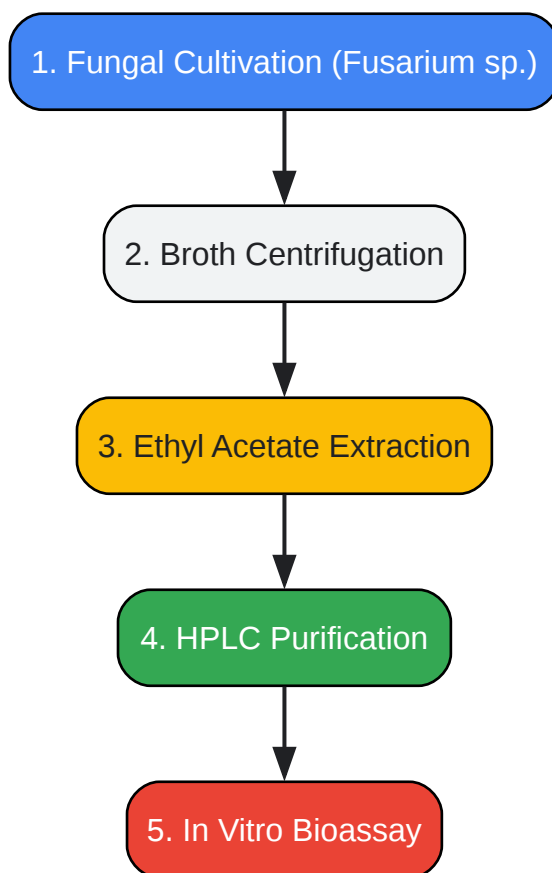 1. Fungal Cultivation (Fusarium sp.)
2. Broth Centrifugation
3. Ethyl Acetate Extraction
4. HPLC Purification
5. In Vitro Bioassay